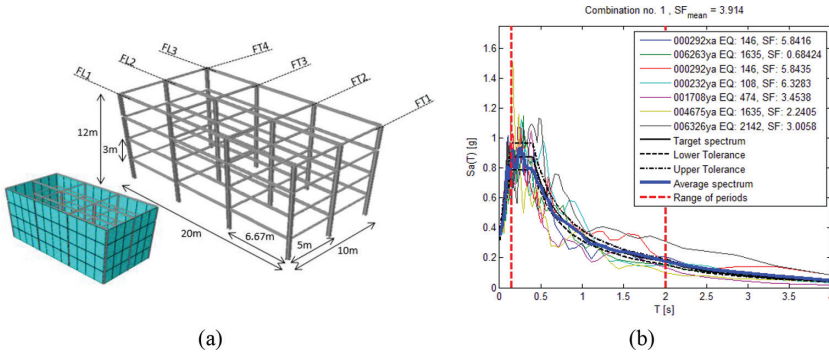 FL1
FL2
FL3
FT4
FT3
FT2
FT1
12m
3m
20m
6.67m
5m
10m
(a)
Combination no. 1 , SFmean = 3.914
Sa(T) [g]
1.6
1.4
1.2
1
0.8
0.6
0.4
0.2
0
000292xa EQ: 146, SF: 5.8416
006263ya EQ: 1635, SF: 0.68424
000292ya EQ: 146, SF: 5.8435
000232ya EQ: 108, SF: 6.3283
001708ya EQ: 474, SF: 3.4538
004675ya EQ: 1635, SF: 2.2405
006326ya EQ: 2142, SF: 3.0058
Target spectrum
Lower Tolerance
Upper Tolerance
Average spectrum
Range of periods
0 0.5 1 1.5 2 2.5 3 3.5 4
T [s]
(b)